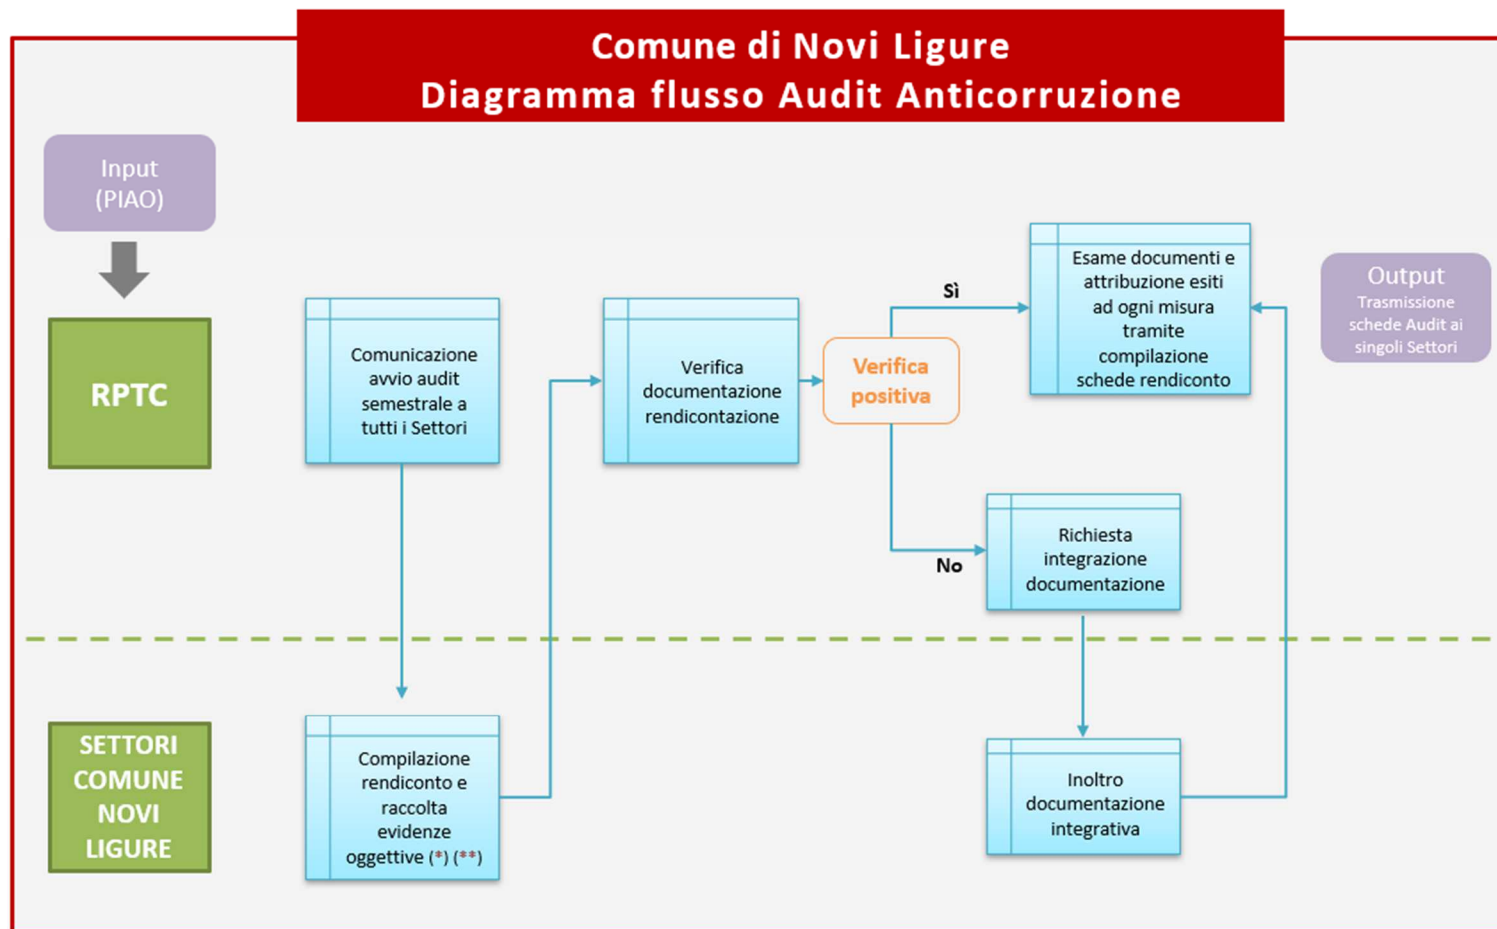 Comune di Novi Ligure
Diagramma flusso Audit Anticorruzione
Input
(PIAO)
RPTC
Comunicazione
avvio audit
semestrale a
tutti i Settori
Verifica
documentazione
rendicontazione
Verifica
positiva
Sì
Esame documenti e
attribuzione esiti
ad ogni misura
tramite
compilazione
schede rendiconto
Output
Trasmissione
schede Audit ai
singoli Settori
No
Richiesta
integrazione
documentazione
SETTORI
COMUNE
NOVI
LIGURE
Compilazione
rendiconto e
raccolta
evidenze
oggettive (*) (**)
Inoltro
documentazione
integrativa